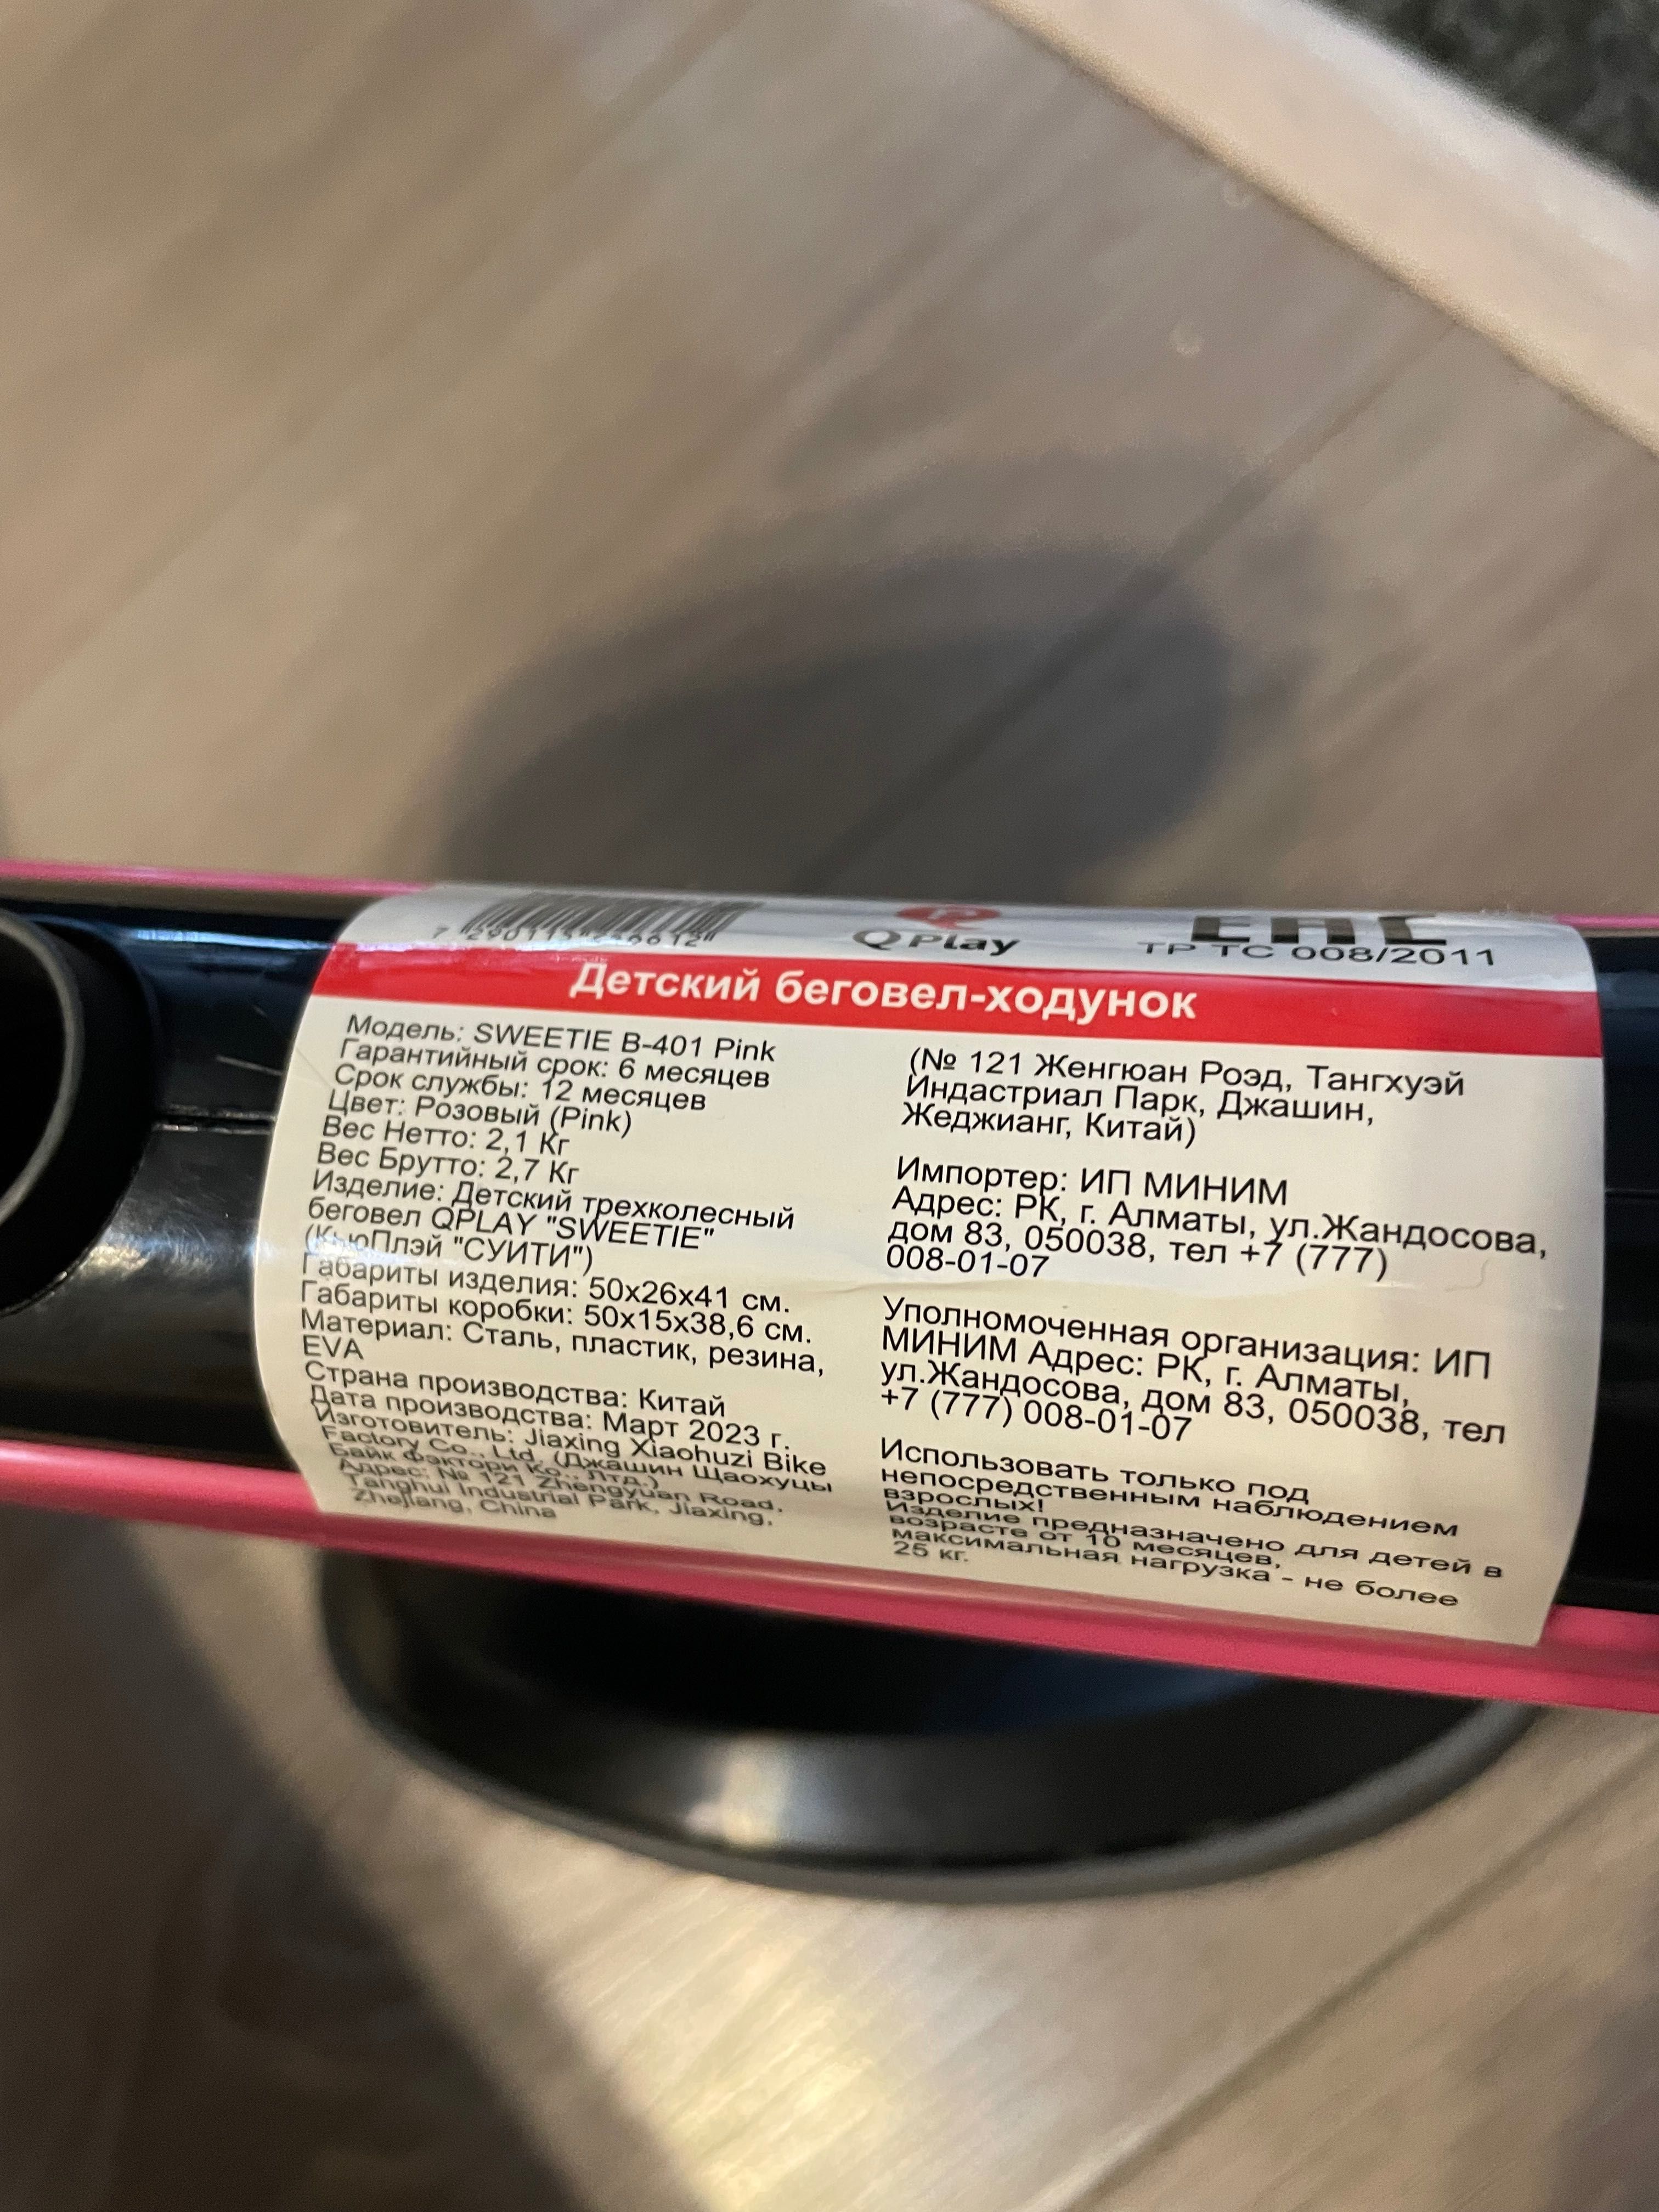 QPlay
ЕАС
ТР ТС 008/2011
Детский беговел-ходунок
Модель: SWEETIE B-401 Pink
Гарантийный срок: 6 месяцев
Срок службы: 12 месяцев
Цвет: Розовый (Pink)
Вес Нетто: 2,1 Кг
Вес Брутто: 2,7 Кг
Изделие: Детский трехколесный
беговел QPLAY "SWEETIE"
(КьюПлэй "СУИТИ")
Габариты изделия: 50х26х41 см.
Габариты коробки: 50х15х38,6 см.
Материал: Сталь, пластик, резина,
EVA
Страна производства: Китай
Дата производства: Март 2023 г.
Изготовитель: Jiaxing Xiaohuzi Bike
Factory Co., Ltd. (Джашин Щаохуцы
Байк Фэктори Ко., Лтд.)
Адрес: № 121 Zhengyuan Road,
Tanghui Industrial Park, Jiaxing,
Zhejiang, China
(№ 121 Женгюан Роэд, Тангхуэй
Индастриал Парк, Джашин,
Жеджианг, Китай)
Импортер: ИП МИНИМ
Адрес: РК, г. Алматы, ул.Жандосова,
дом 83, 050038, тел +7 (777)
008-01-07
Уполномоченная организация: ИП
МИНИМ Адрес: РК, г. Алматы,
ул.Жандосова, дом 83, 050038, тел
+7 (777) 008-01-07
Использовать только под
непосредственным наблюдением
взрослых!
Изделие предназначено для детей в
возрасте от 10 месяцев,
максимальная нагрузка - не более
25 кг.